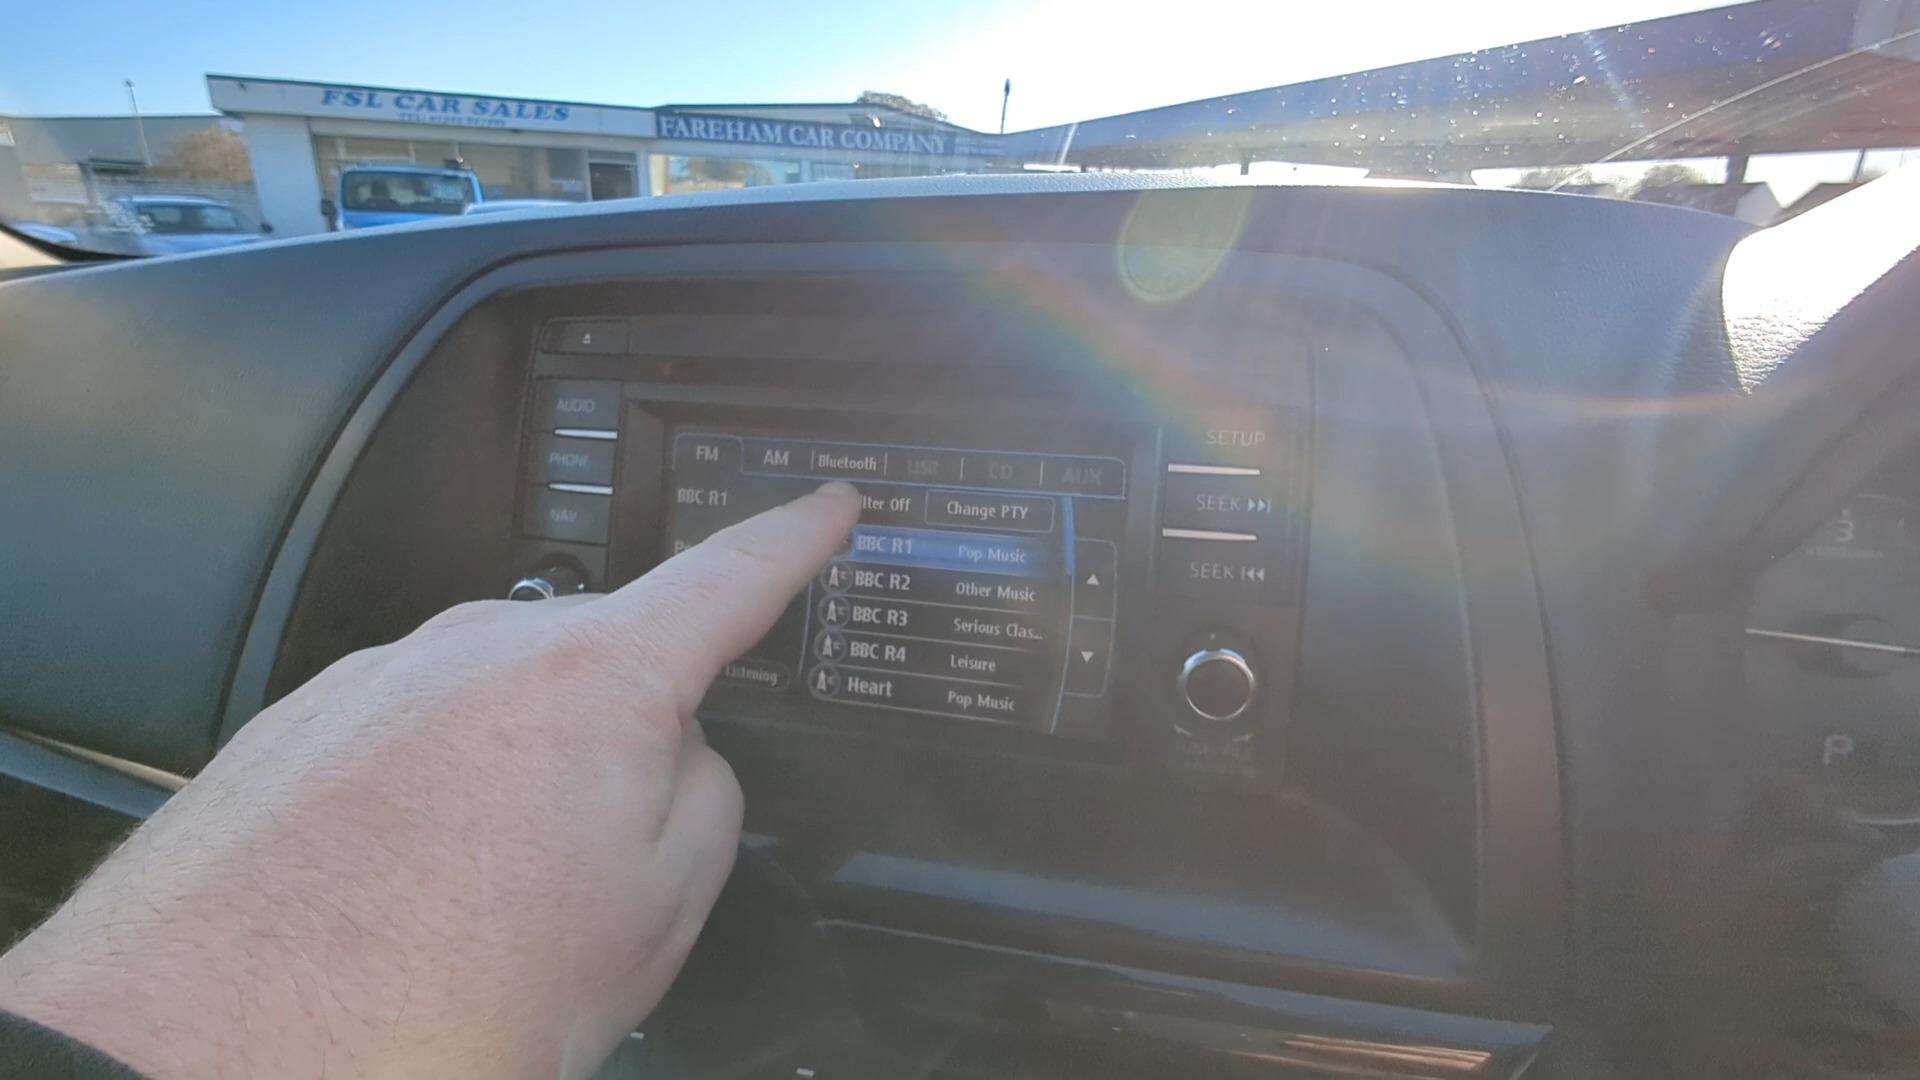 FSL CAR SALES
FAREHAM CAR COMPANY
AUDIO
PHONE
NAV
FM AM Bluetooth USB CD AUX
BBC R1
Filter Off Change PTY
BBC R1 Pop Music
BBC R2 Other Music
BBC R3 Serious Clas...
BBC R4 Leisure
Heart Pop Music
Listening
SETUP
SEEK
SEEK
3
P